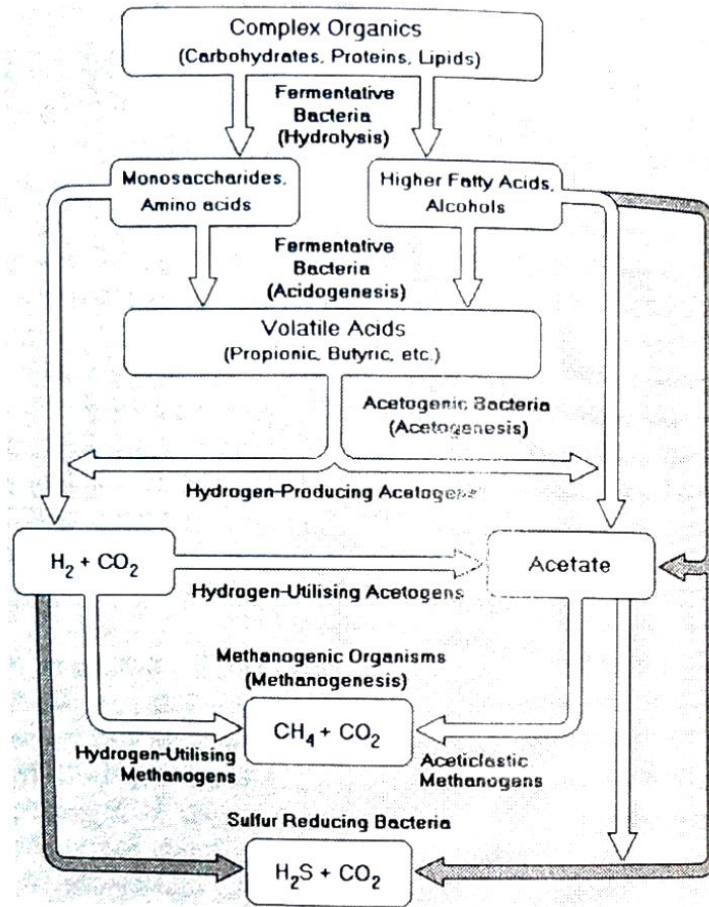 Complex Organics
(Carbohydrates, Proteins, Lipids)
Fermentative
Bacteria
(Hydrolysis)
Monosaccharides,
Amino acids
Higher Fatty Acids,
Alcohols
Fermentative
Bacteria
(Acidogenesis)
Volatile Acids
(Propionic, Butyric, etc.)
Acetogenic Bacteria
(Acetogenesis)
Hydrogen-Producing Acetogens
H₂ + CO₂
Acetate
Hydrogen-Utilising Acetogens
Methanogenic Organisms
(Methanogenesis)
CH₄ + CO₂
Hydrogen-Utilising
Methanogens
Aceticlastic
Methanogens
Sulfur Reducing Bacteria
H₂S + CO₂